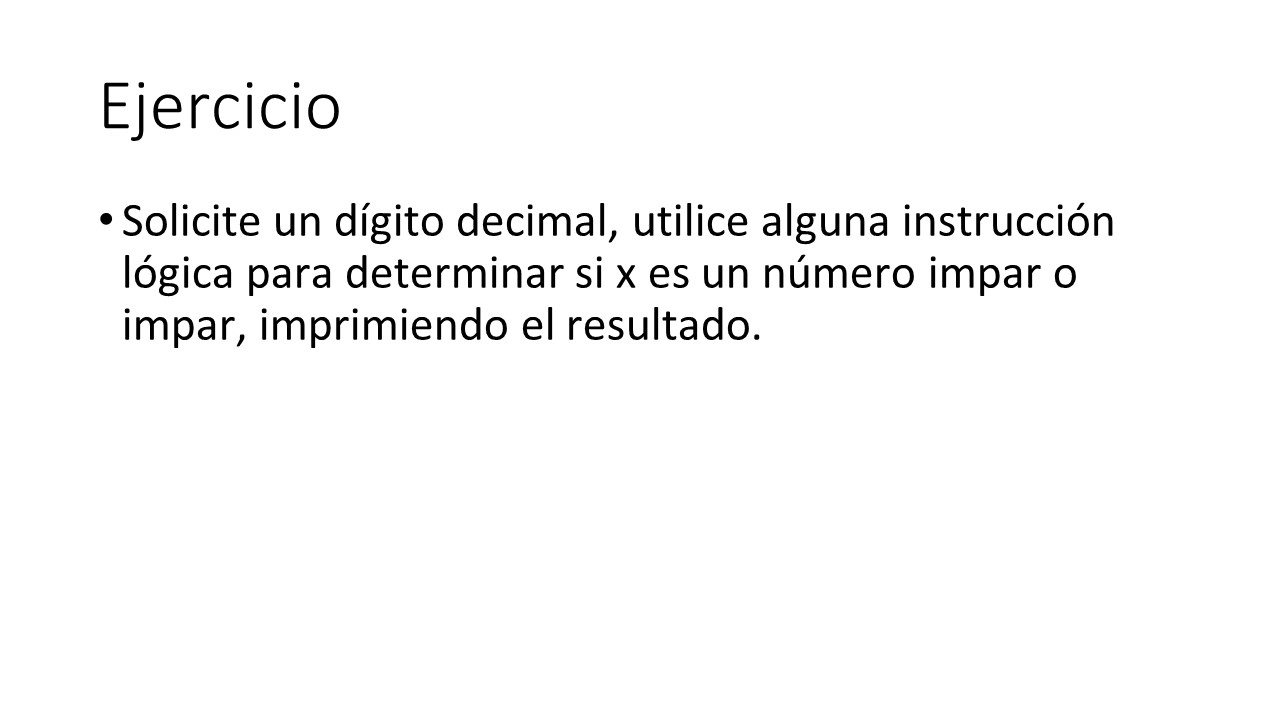 Ejercicio
• Solicite un dígito decimal, utilice alguna instrucción
lógica para determinar si x es un número impar o
impar, imprimiendo el resultado.